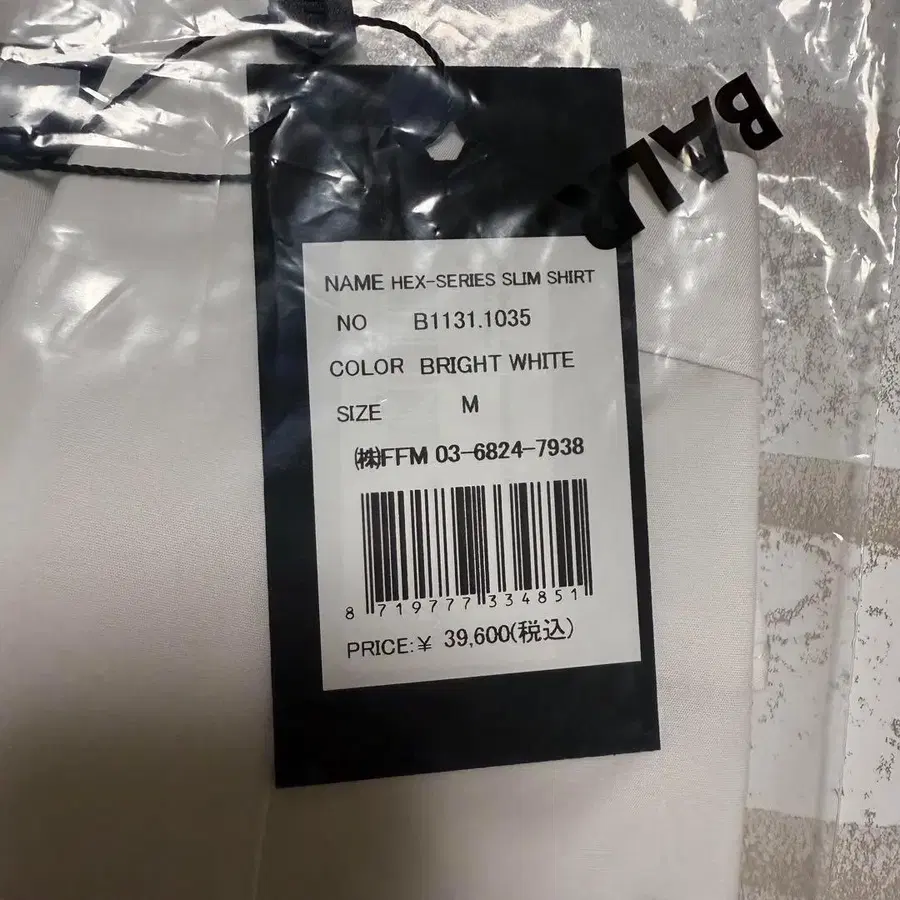 BALR.
NAME HEX-SERIES SLIM SHIRT
NO B1131.1035
COLOR BRIGHT WHITE
SIZE M
㈱FFM 03-6824-7938
8 719777 334851
PRICE:¥ 39,600(税込)